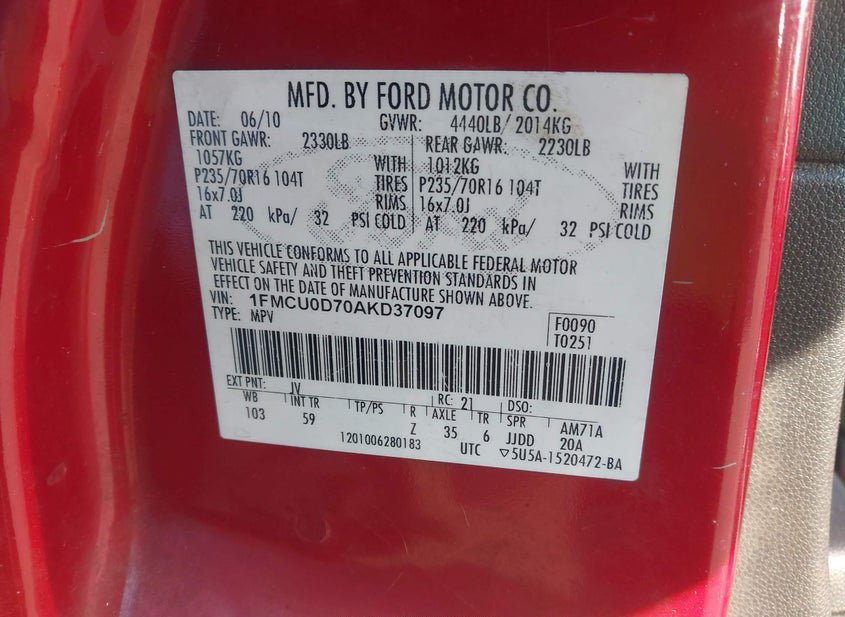 MFD. BY FORD MOTOR CO.
DATE: 06/10 GVWR: 4440LB/ 2014KG
FRONT GAWR: 2330LB REAR GAWR: 2230LB
1057KG WITH 1012KG WITH
P235/70R16 104T TIRES P235/70R16 104T TIRES
16x7.0J RIMS 16x7.0J RIMS
AT 220 kPa/ 32 PSI COLD AT 220 kPa/ 32 PSI COLD
THIS VEHICLE CONFORMS TO ALL APPLICABLE FEDERAL MOTOR
VEHICLE SAFETY AND THEFT PREVENTION STANDARDS IN
EFFECT ON THE DATE OF MANUFACTURE SHOWN ABOVE.
VIN: 1FMCU0D70AKD37097
TYPE: MPV
F0090
T0251
EXT PNT: JV RC: 21 DSO:
WB INT TR TP/PS R AXLE TR SPR AM71A
103 59 Z 35 6 JJDD 20A
1201006280183 UTC ▽5U5A-1520472-BA
Ford